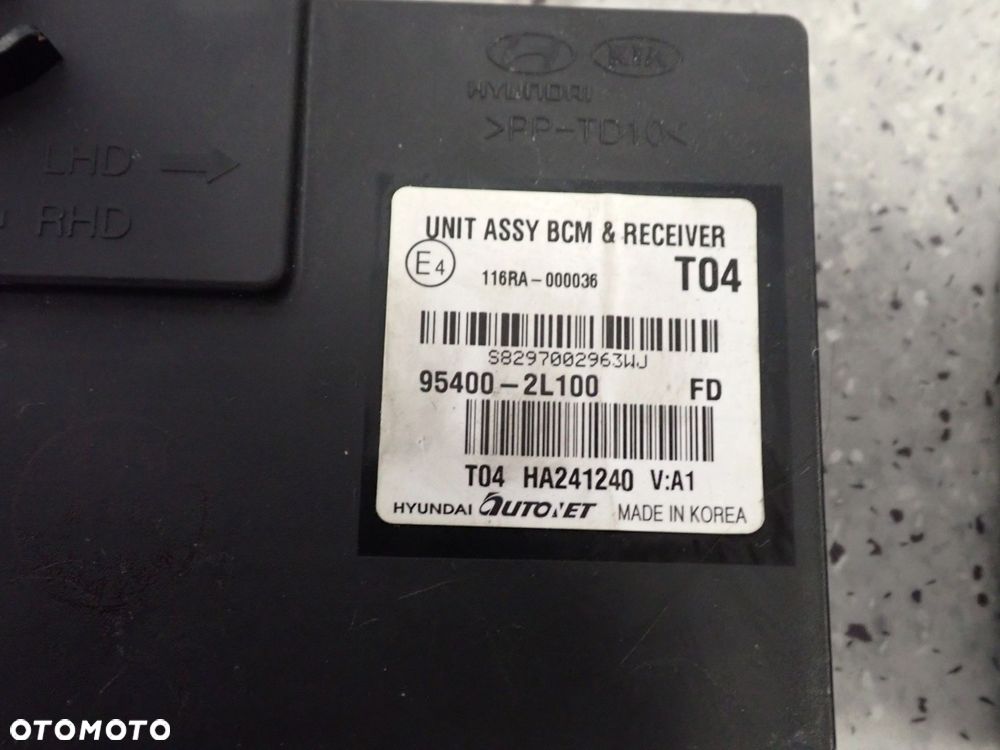 KIA
HYUNDAI
>PP-TD10<
LHD
RHD
UNIT ASSY BCM & RECEIVER
E4
116RA-000036
T04
S8297002963WJ
95400-2L100 FD
T04 HA241240 V:A1
HYUNDAI AUTONET MADE IN KOREA
OTOMOTO